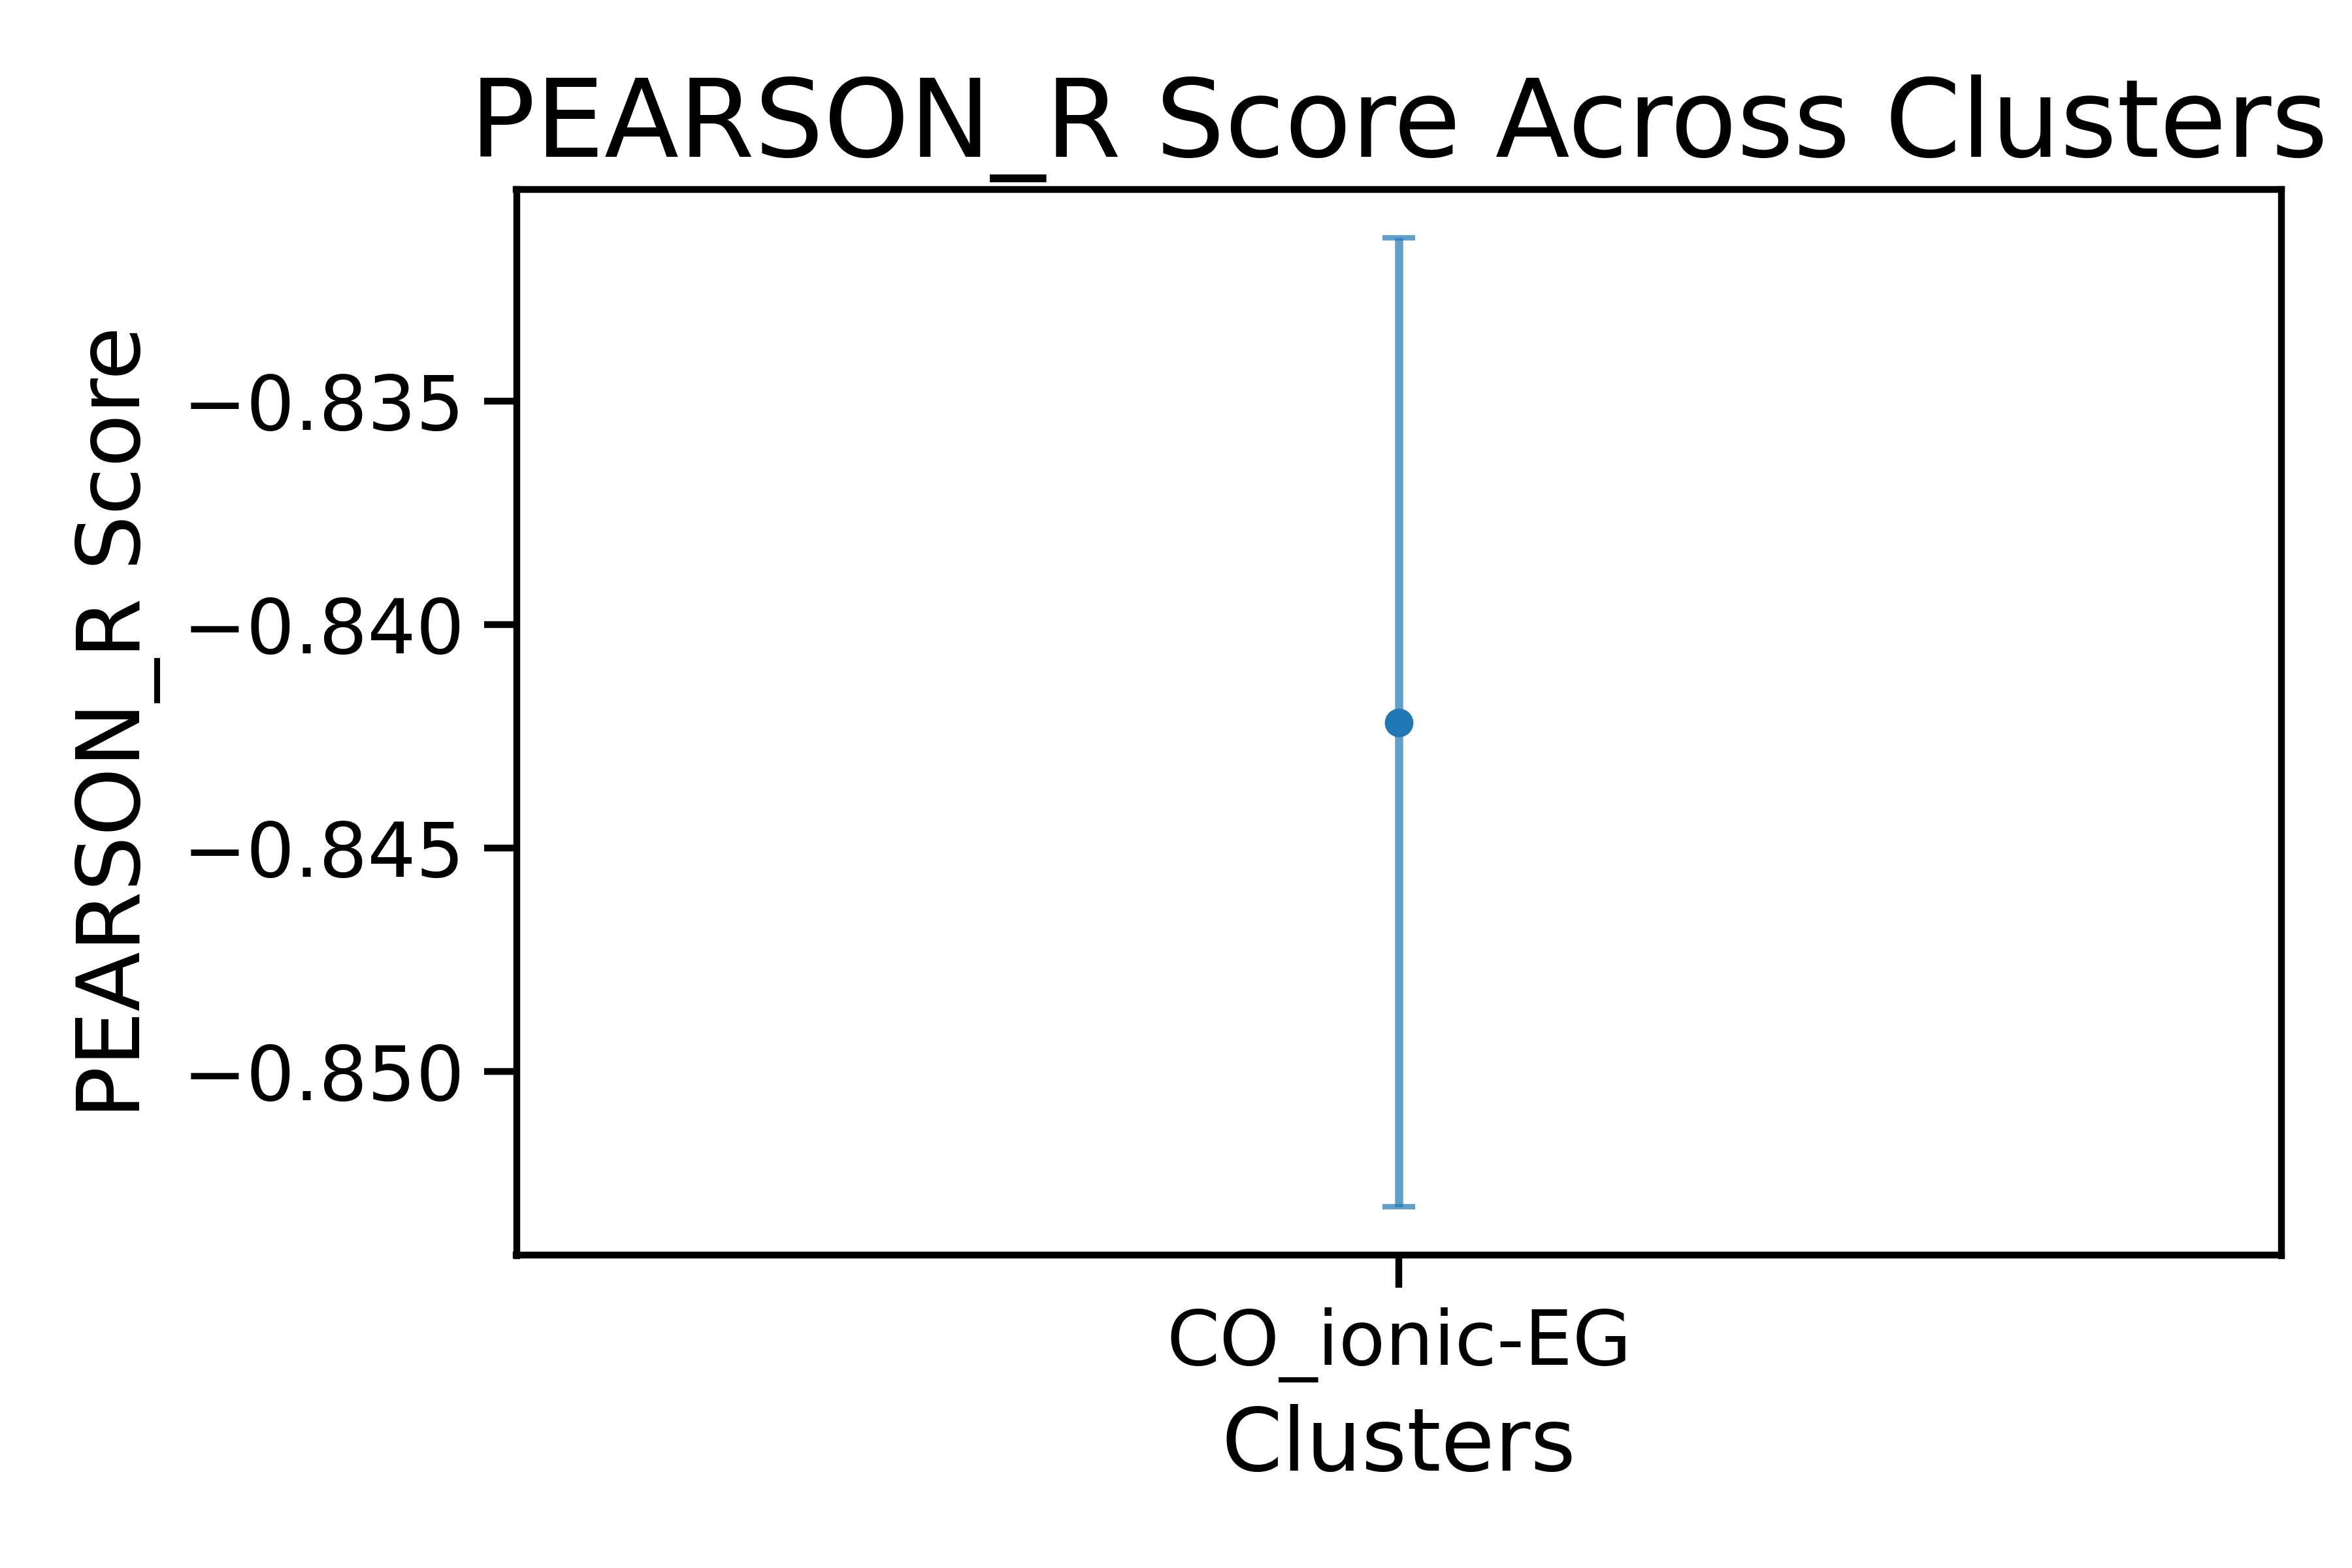 PEARSON_R Score Across Clusters
PEARSON_R Score
−0.835
−0.840
−0.845
−0.850
CO_ionic-EG
Clusters